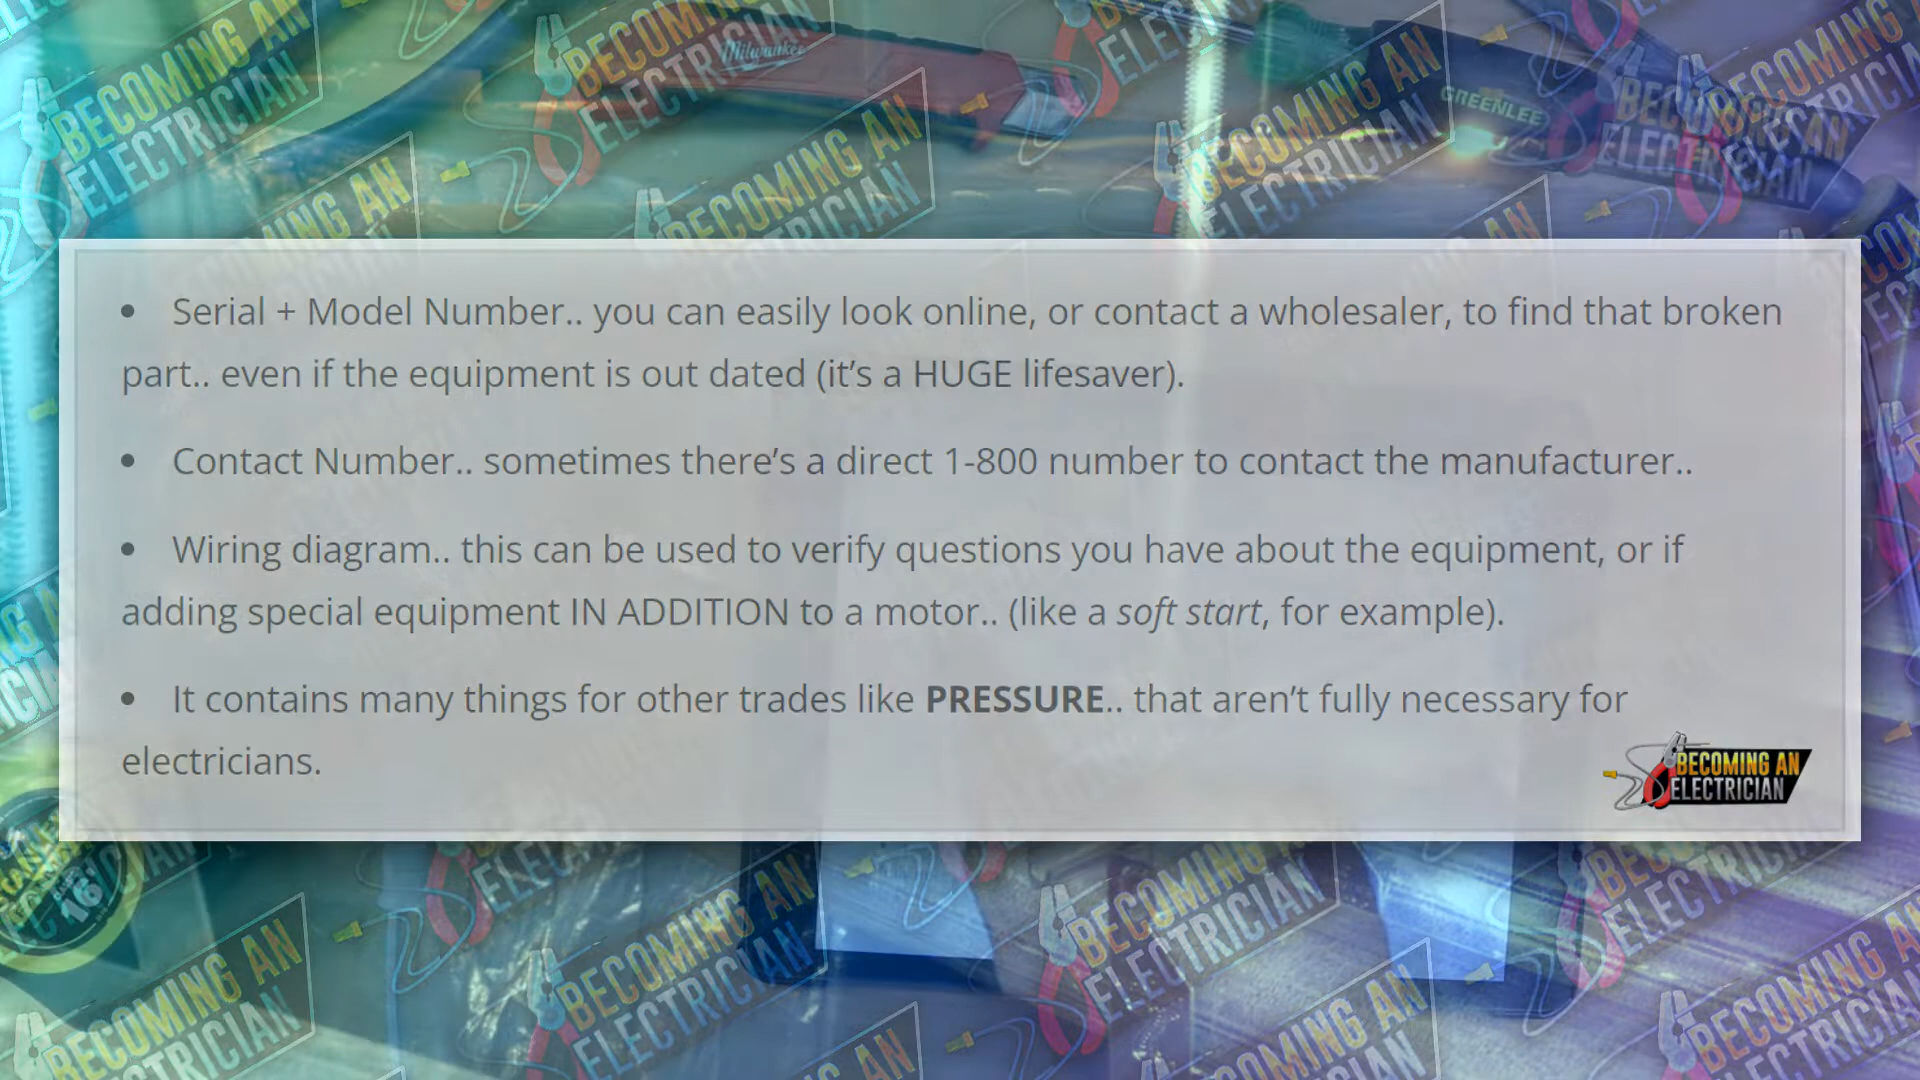 Milwaukee
GREENLEE
• Serial + Model Number.. you can easily look online, or contact a wholesaler, to find that broken
part.. even if the equipment is out dated (it’s a HUGE lifesaver).
• Contact Number.. sometimes there’s a direct 1-800 number to contact the manufacturer..
• Wiring diagram.. this can be used to verify questions you have about the equipment, or if
adding special equipment IN ADDITION to a motor.. (like a soft start, for example).
• It contains many things for other trades like PRESSURE.. that aren’t fully necessary for
electricians.
BECOMING AN
ELECTRICIAN
16